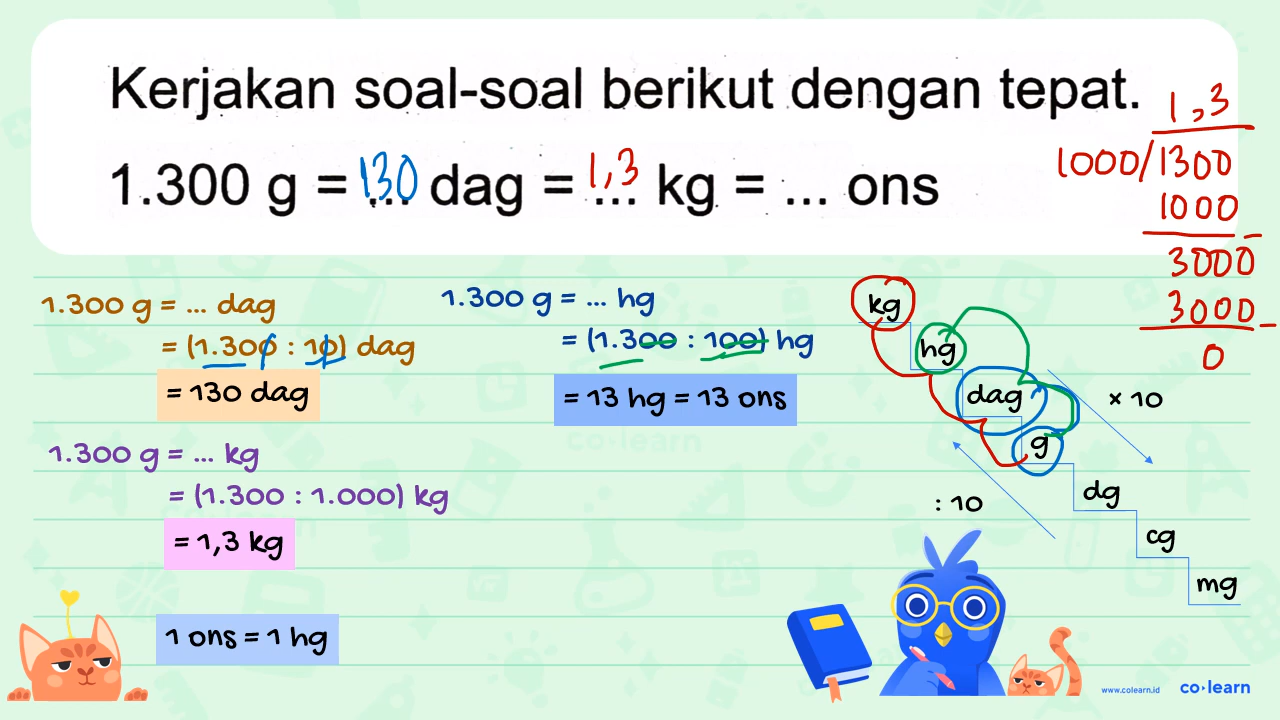 Kerjakan soal-soal berikut dengan tepat.
1.300 g = 130 dag = 1,3 kg = ... ons
1,3
1000/1300
1000
3000
3000
0
1.300 g = ... dag
= (1.300 : 10) dag
= 130 dag
1.300 g = ... kg
= (1.300 : 1.000) kg
= 1,3 kg
1 ons = 1 hg
1.300 g = ... hg
= (1.300 : 100) hg
= 13 hg = 13 ons
co·learn
kg
hg
dag
g
dg
cg
mg
× 10
: 10
www.colearn.id
co·learn